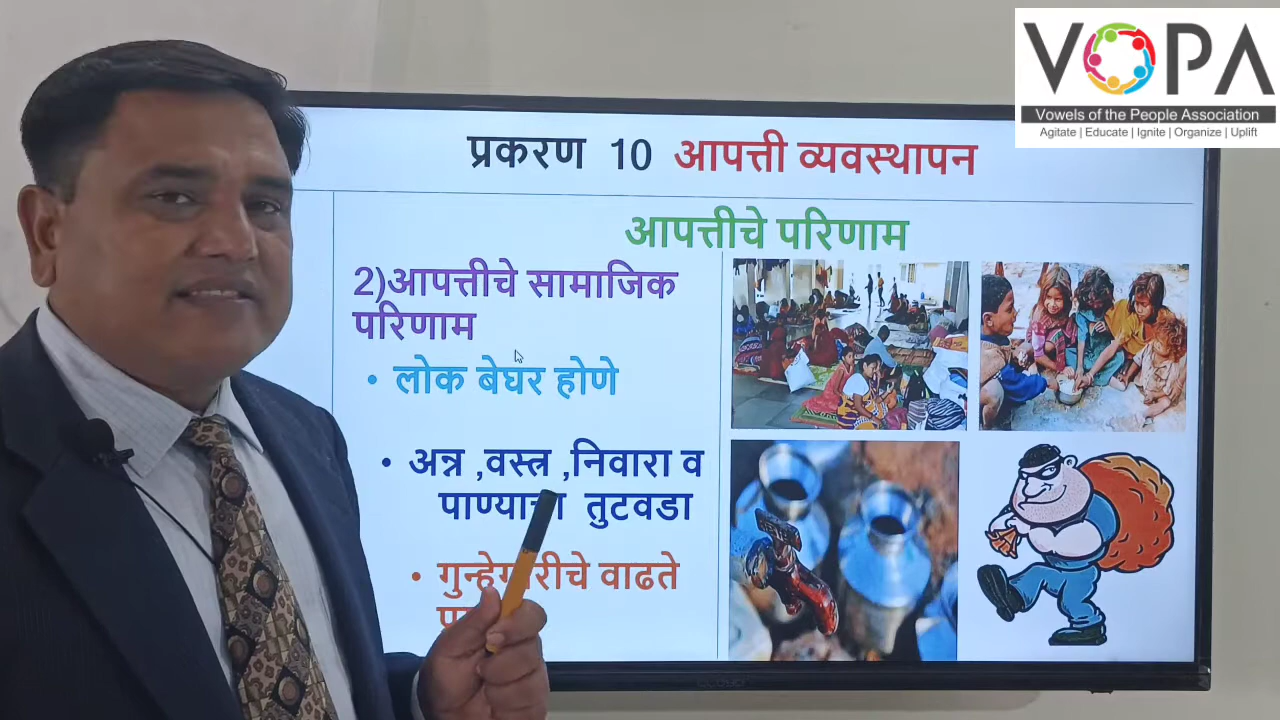 VOPA
Vowels of the People Association
Agitate | Educate | Ignite | Organize | Uplift
प्रकरण 10 आपत्ती व्यवस्थापन
आपत्तीचे परिणाम
2)आपत्तीचे सामाजिक
परिणाम
• लोक बेघर होणे
• अन्न ,वस्त्र ,निवारा व
तुटवडा
• वाढते